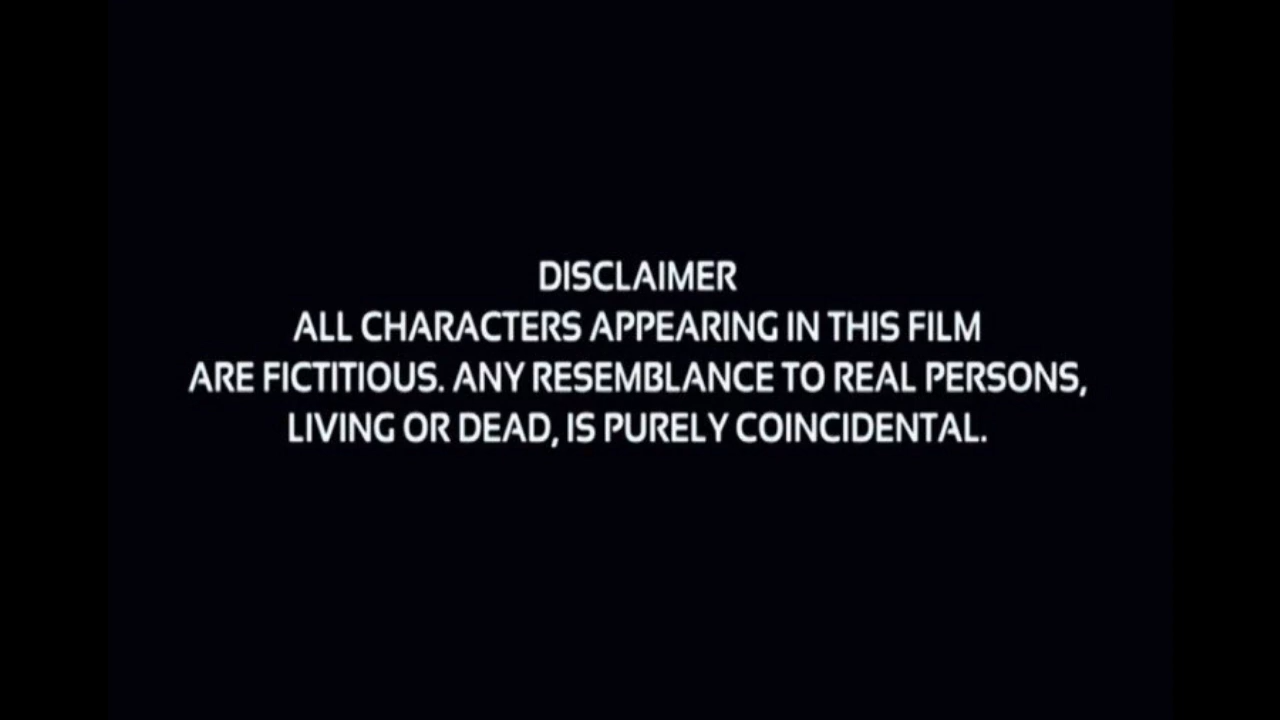 DISCLAIMER
ALL CHARACTERS APPEARING IN THIS FILM
ARE FICTITIOUS. ANY RESEMBLANCE TO REAL PERSONS,
LIVING OR DEAD, IS PURELY COINCIDENTAL.